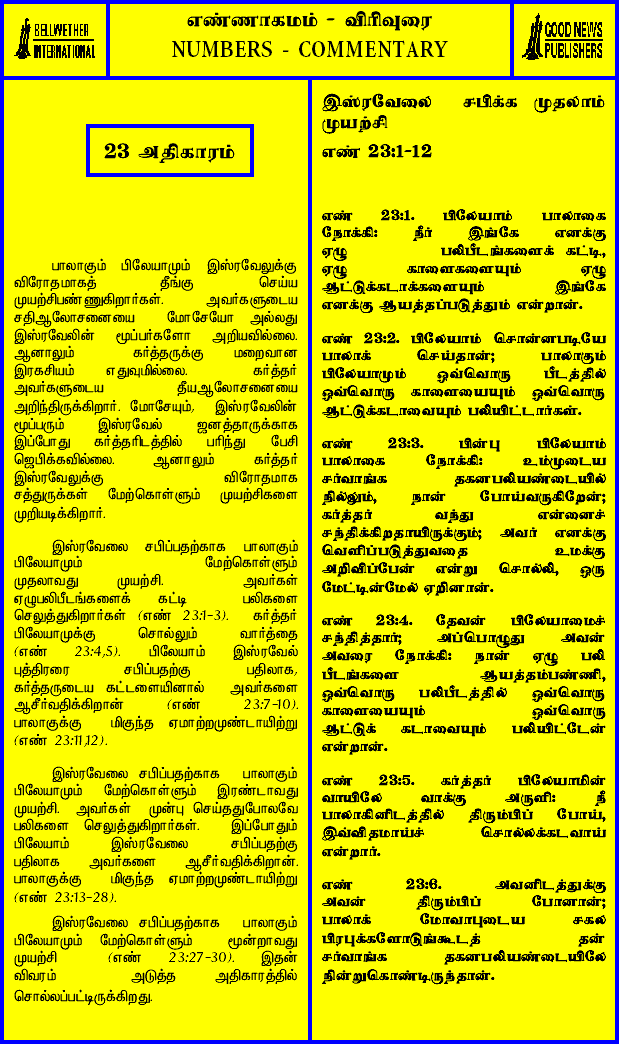 BELLWETHER
INTERNATIONAL
எண்ணாகமம் - விரிவுரை
NUMBERS - COMMENTARY
GOOD NEWS
PUBLISHERS
23 அதிகாரம்
பாலாகும் பிலேயாமும் இஸ்ரவேலுக்கு
விரோதமாகத் தீங்கு செய்ய
முயற்சிபண்ணுகிறார்கள். அவர்களுடைய
சதிஆலோசனையை மோசேயோ அல்லது
இஸ்ரவேலின் மூப்பர்களோ அறியவில்லை.
ஆனாலும் கர்த்தருக்கு மறைவான
இரகசியம் எதுவுமில்லை. கர்த்தர்
அவர்களுடைய தீயஆலோசனையை
அறிந்திருக்கிறார். மோசேயும், இஸ்ரவேலின்
மூப்பரும் இஸ்ரவேல் ஜனத்தாருக்காக
இப்போது கர்த்தரிடத்தில் பரிந்து பேசி
ஜெபிக்கவில்லை. ஆனாலும் கர்த்தர்
இஸ்ரவேலுக்கு விரோதமாக
சத்துருக்கள் மேற்கொள்ளும் முயற்சிகளை
முறியடிக்கிறார்.
இஸ்ரவேலை சபிப்பதற்காக பாலாகும்
பிலேயாமும் மேற்கொள்ளும்
முதலாவது முயற்சி. அவர்கள்
ஏழுபலிபீடங்களைக் கட்டி பலிகளை
செலுத்துகிறார்கள் (எண் 23:1-3). கர்த்தர்
பிலேயாமுக்கு சொல்லும் வார்த்தை
(எண் 23:4,5). பிலேயாம் இஸ்ரவேல்
புத்திரரை சபிப்பதற்கு பதிலாக,
கர்த்தருடைய கட்டளையினால் அவர்களை
ஆசீர்வதிக்கிறான் (எண் 23:7-10).
பாலாகுக்கு மிகுந்த ஏமாற்றமுண்டாயிற்று
(எண் 23:11,12).
இஸ்ரவேலை சபிப்பதற்காக பாலாகும்
பிலேயாமும் மேற்கொள்ளும் இரண்டாவது
முயற்சி. அவர்கள் முன்பு செய்ததுபோலவே
பலிகளை செலுத்துகிறார்கள். இப்போதும்
பிலேயாம் இஸ்ரவேலை சபிப்பதற்கு
பதிலாக அவர்களை ஆசீர்வதிக்கிறான்.
பாலாகுக்கு மிகுந்த ஏமாற்றமுண்டாயிற்று
(எண் 23:13-28).
இஸ்ரவேலை சபிப்பதற்காக பாலாகும்
பிலேயாமும் மேற்கொள்ளும் மூன்றாவது
முயற்சி (எண் 23:27-30). இதன்
விவரம் அடுத்த அதிகாரத்தில்
சொல்லப்பட்டிருக்கிறது.
இஸ்ரவேலை சபிக்க முதலாம்
முயற்சி
எண் 23:1-12
எண் 23:1. பிலேயாம் பாலாகை
நோக்கி: நீர் இங்கே எனக்கு
ஏழு பலிபீடங்களைக் கட்டி,
ஏழு காளைகளையும் ஏழு
ஆட்டுக்கடாக்களையும் இங்கே
எனக்கு ஆயத்தப்படுத்தும் என்றான்.
எண் 23:2. பிலேயாம் சொன்னபடியே
பாலாக் செய்தான்; பாலாகும்
பிலேயாமும் ஒவ்வொரு பீடத்தில்
ஒவ்வொரு காளையையும் ஒவ்வொரு
ஆட்டுக்கடாவையும் பலியிட்டார்கள்.
எண் 23:3. பின்பு பிலேயாம்
பாலாகை நோக்கி: உம்முடைய
சர்வாங்க தகனபலியண்டையில்
நில்லும், நான் போய்வருகிறேன்;
கர்த்தர் வந்து என்னைச்
சந்திக்கிறதாயிருக்கும்; அவர் எனக்கு
வெளிப்படுத்துவதை உமக்கு
அறிவிப்பேன் என்று சொல்லி, ஒரு
மேட்டின்மேல் ஏறினான்.
எண் 23:4. தேவன் பிலேயாமைச்
சந்தித்தார்; அப்பொழுது அவன்
அவரை நோக்கி: நான் ஏழு பலி
பீடங்களை ஆயத்தம்பண்ணி,
ஒவ்வொரு பலிபீடத்தில் ஒவ்வொரு
காளையையும் ஒவ்வொரு
ஆட்டுக் கடாவையும் பலியிட்டேன்
என்றான்.
எண் 23:5. கர்த்தர் பிலேயாமின்
வாயிலே வாக்கு அருளி: நீ
பாலாகினிடத்தில் திரும்பிப் போய்,
இவ்விதமாய்ச் சொல்லக்கடவாய்
என்றார்.
எண் 23:6. அவனிடத்துக்கு
அவன் திரும்பிப் போனான்;
பாலாக் மோவாபுடைய சகல
பிரபுக்களோடுங்கூடத் தன்
சர்வாங்க தகனபலியண்டையிலே
நின்றுகொண்டிருந்தான்.